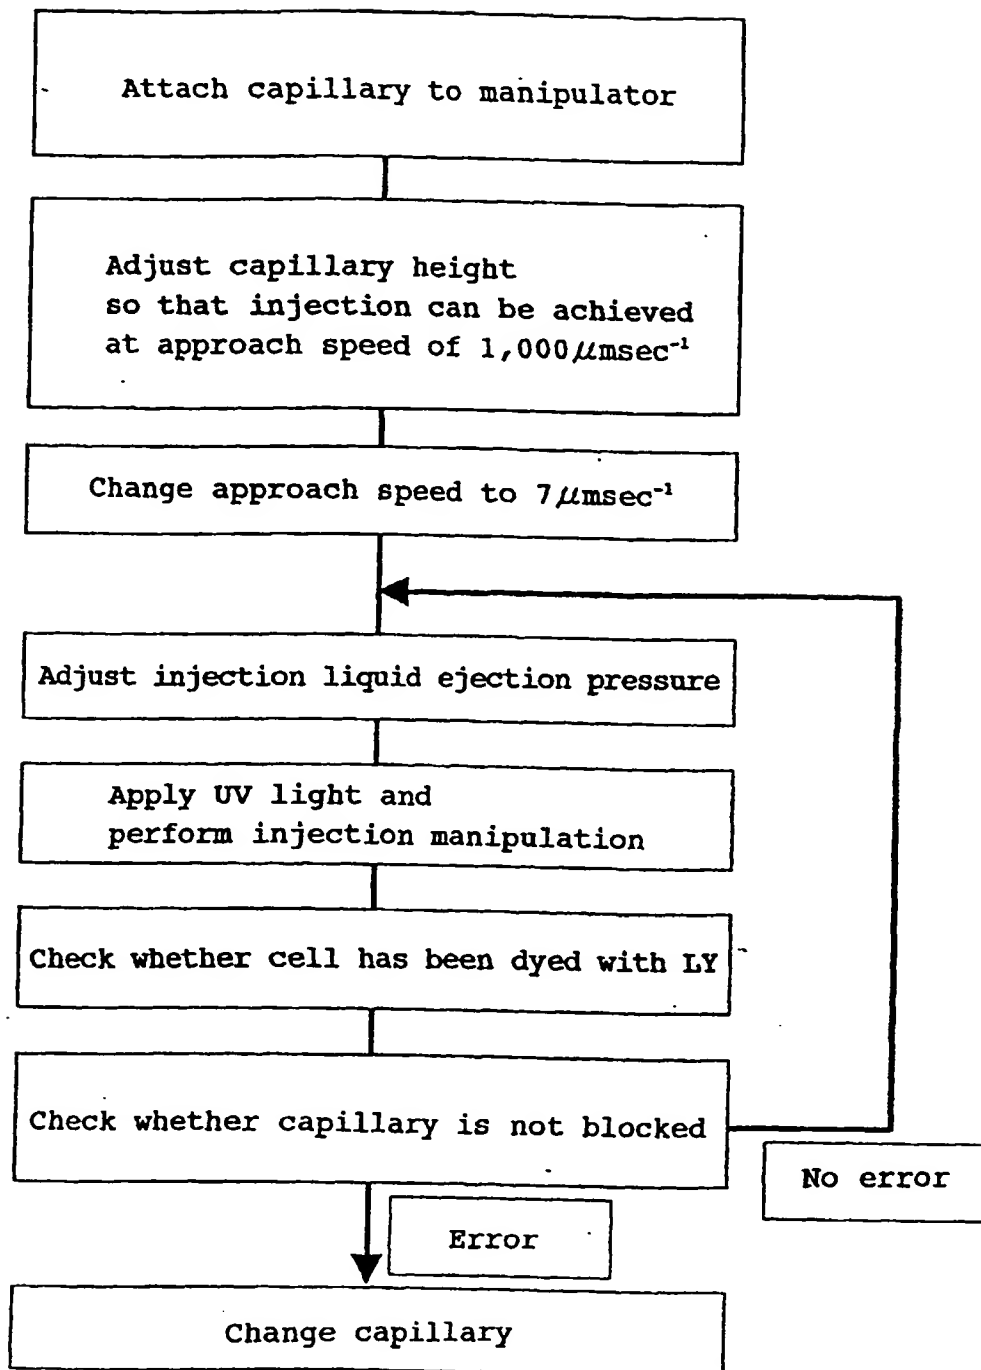 Attach capillary to manipulator
Adjust capillary height
so that injection can be achieved
at approach speed of 1,000μmsec⁻¹
Change approach speed to 7μmsec⁻¹
Adjust injection liquid ejection pressure
Apply UV light and
perform injection manipulation
Check whether cell has been dyed with LY
Check whether capillary is not blocked
No error
Error
Change capillary